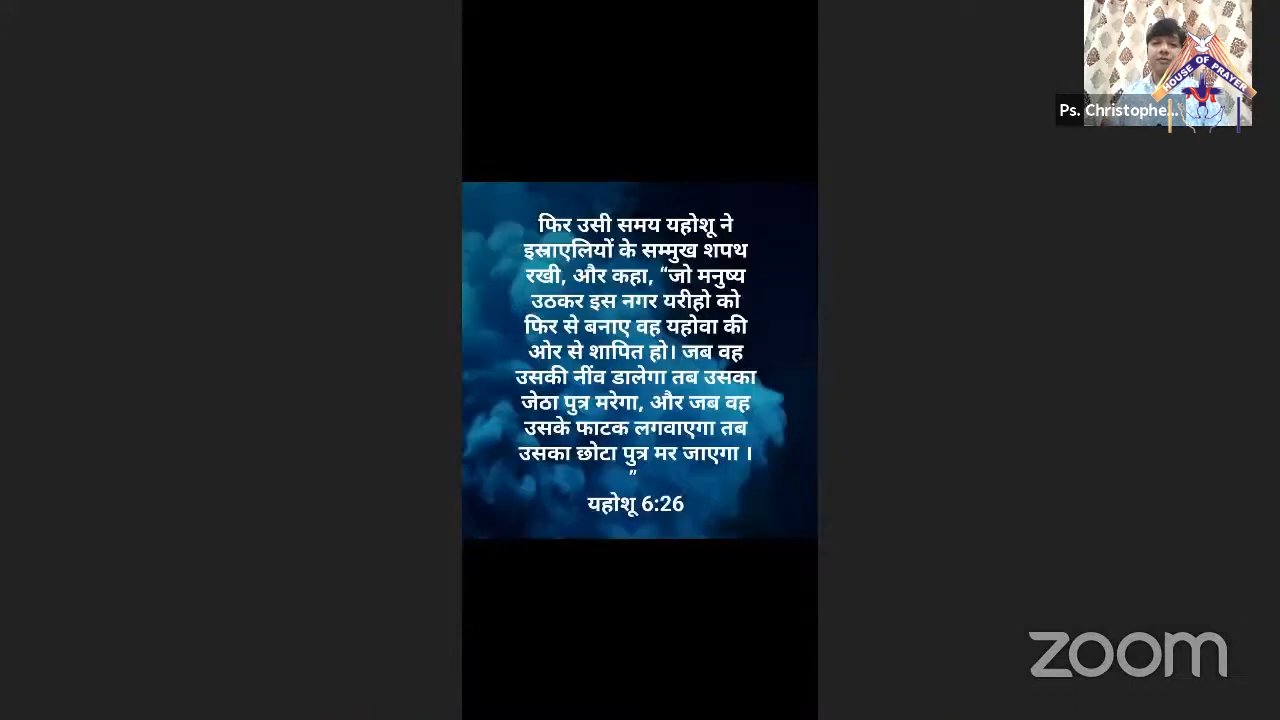 HOUSE OF PRAYER
Ps. Christophe...
फिर उसी समय यहोशू ने
इस्राएलियों के सम्मुख शपथ
रखी, और कहा, “जो मनुष्य
उठकर इस नगर यरीहो को
फिर से बनाए वह यहोवा की
ओर से शापित हो। जब वह
उसकी नींव डालेगा तब उसका
जेठा पुत्र मरेगा, और जब वह
उसके फाटक लगवाएगा तब
उसका छोटा पुत्र मर जाएगा ।
”
यहोशू 6:26
zoom